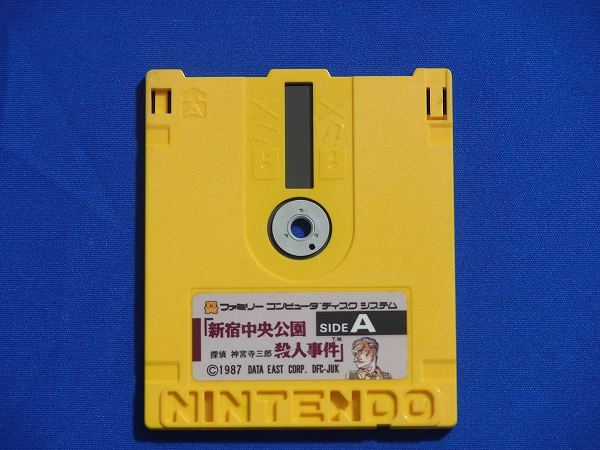 A
B
B
ファミリー コンピュータ ディスク システム
「新宿中央公園
SIDE A
探偵 神宮寺三郎 殺人事件」
T.M.
©1987 DATA EAST CORP. DFC-JUK
NINTENDO